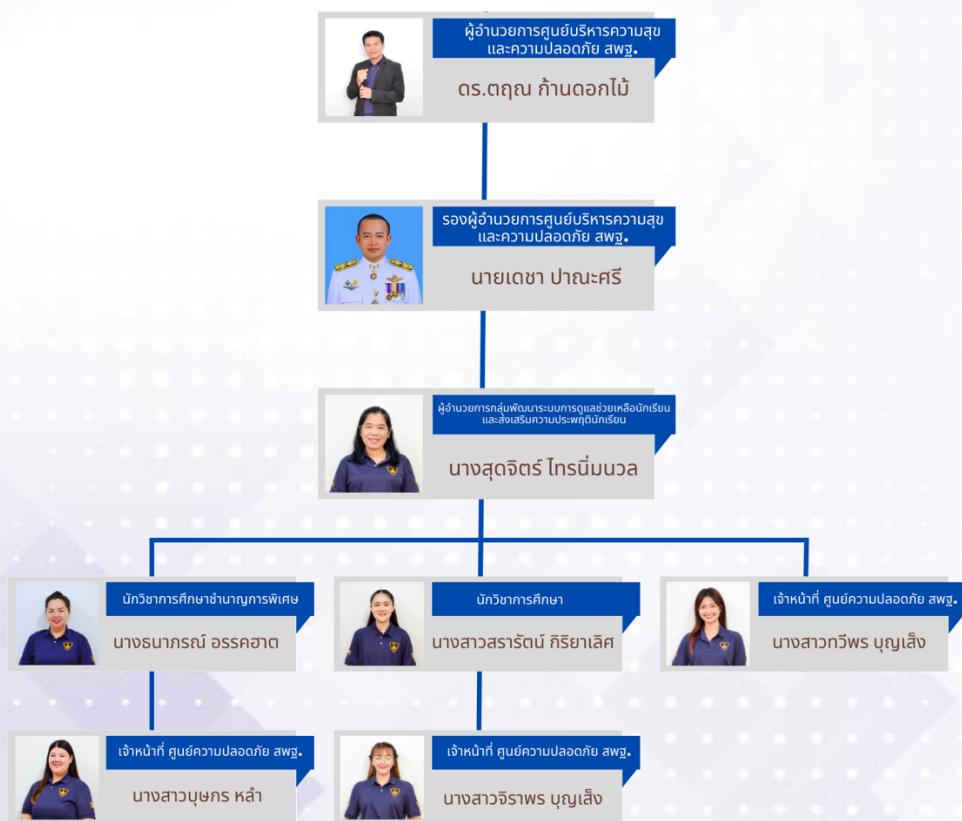 ผู้อำนวยการศูนย์บริหารความสุข
และความปลอดภัย สพฐ.
ดร.ตฤณ ก้านดอกไม้
รองผู้อำนวยการศูนย์บริหารความสุข
และความปลอดภัย สพฐ.
นายเดชา ปาณะศรี
ผู้อำนวยการกลุ่มพัฒนาระบบการดูแลช่วยเหลือนักเรียน
และส่งเสริมความประพฤตินักเรียน
นางสุดจิตร์ ไทรนิ่มนวล
นักวิชาการศึกษาชำนาญการพิเศษ
นางธนาภรณ์ อรรคฮาต
นักวิชาการศึกษา
นางสาวสรารัตน์ กิริยาเลิศ
เจ้าหน้าที่ ศูนย์ความปลอดภัย สพฐ.
นางสาวทวีพร บุญเส็ง
เจ้าหน้าที่ ศูนย์ความปลอดภัย สพฐ.
นางสาวบุษกร หลำ
เจ้าหน้าที่ ศูนย์ความปลอดภัย สพฐ.
นางสาวจิราพร บุญเส็ง